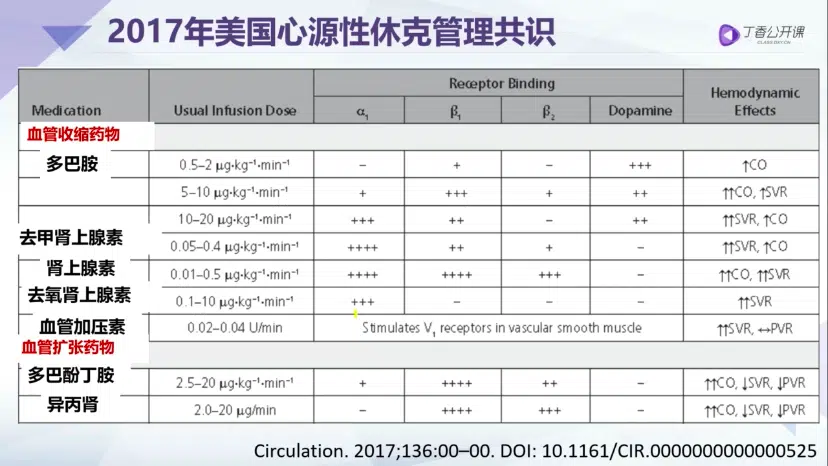 2017年美国心源性休克管理共识
丁香公开课
Medication Usual Infusion Dose Receptor Binding Hemodynamic Effects
α₁ β₁ β₂ Dopamine
血管收缩药物
多巴胺 0.5–2 μg·kg⁻¹·min⁻¹ – + – +++ ↑CO
5–10 μg·kg⁻¹·min⁻¹ + +++ + ++ ↑↑CO, ↑SVR
10–20 μg·kg⁻¹·min⁻¹ +++ ++ – ++ ↑↑SVR, ↑CO
去甲肾上腺素 0.05–0.4 μg·kg⁻¹·min⁻¹ ++++ ++ + – ↑↑SVR, ↑CO
肾上腺素 0.01–0.5 μg·kg⁻¹·min⁻¹ ++++ ++++ +++ – ↑↑CO, ↑↑SVR
去氧肾上腺素 0.1–10 μg·kg⁻¹·min⁻¹ +++ – – – ↑↑SVR
血管加压素 0.02–0.04 U/min Stimulates V₁ receptors in vascular smooth muscle ↑↑SVR, ↔PVR
血管扩张药物
多巴酚丁胺 2.5–20 μg·kg⁻¹·min⁻¹ + ++++ ++ – ↑↑CO, ↓SVR, ↓PVR
异丙肾 2.0–20 μg/min – ++++ +++ – ↑↑CO, ↓SVR, ↓PVR
Circulation. 2017;136:00–00. DOI: 10.1161/CIR.0000000000000525